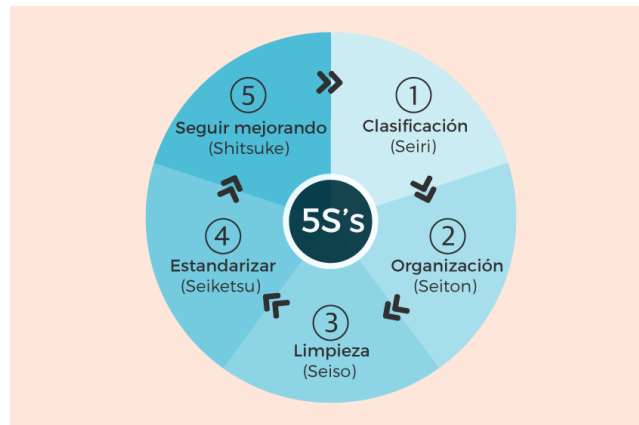 5S's
1
Clasificación
(Seiri)
2
Organización
(Seiton)
3
Limpieza
(Seiso)
4
Estandarizar
(Seiketsu)
5
Seguir mejorando
(Shitsuke)